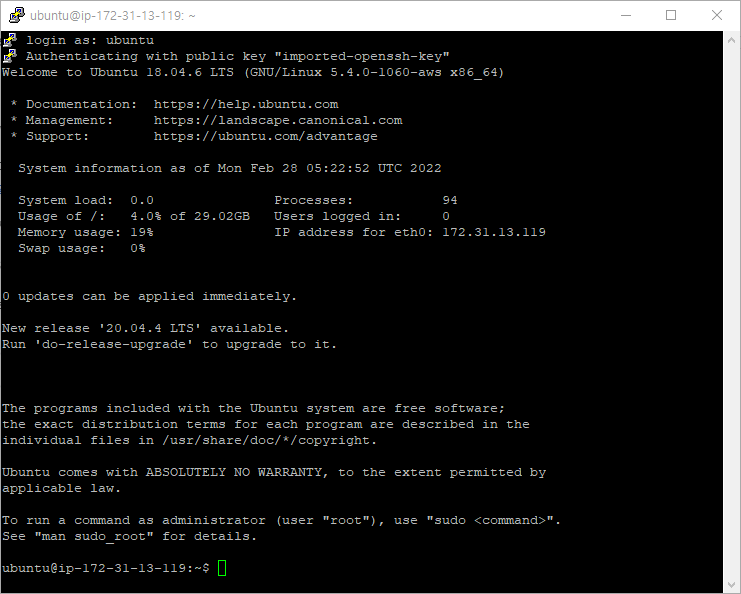 ubuntu@ip-172-31-13-119: ~
login as: ubuntu
Authenticating with public key "imported-openssh-key"
Welcome to Ubuntu 18.04.6 LTS (GNU/Linux 5.4.0-1060-aws x86_64)
* Documentation:  https://help.ubuntu.com
* Management:     https://landscape.canonical.com
* Support:        https://ubuntu.com/advantage
System information as of Mon Feb 28 05:22:52 UTC 2022
System load:  0.0               Processes:           94
Usage of /:   4.0% of 29.02GB   Users logged in:     0
Memory usage: 19%               IP address for eth0: 172.31.13.119
Swap usage:   0%
0 updates can be applied immediately.
New release '20.04.4 LTS' available.
Run 'do-release-upgrade' to upgrade to it.
The programs included with the Ubuntu system are free software;
the exact distribution terms for each program are described in the
individual files in /usr/share/doc/*/copyright.
Ubuntu comes with ABSOLUTELY NO WARRANTY, to the extent permitted by
applicable law.
To run a command as administrator (user "root"), use "sudo <command>".
See "man sudo_root" for details.
ubuntu@ip-172-31-13-119:~$